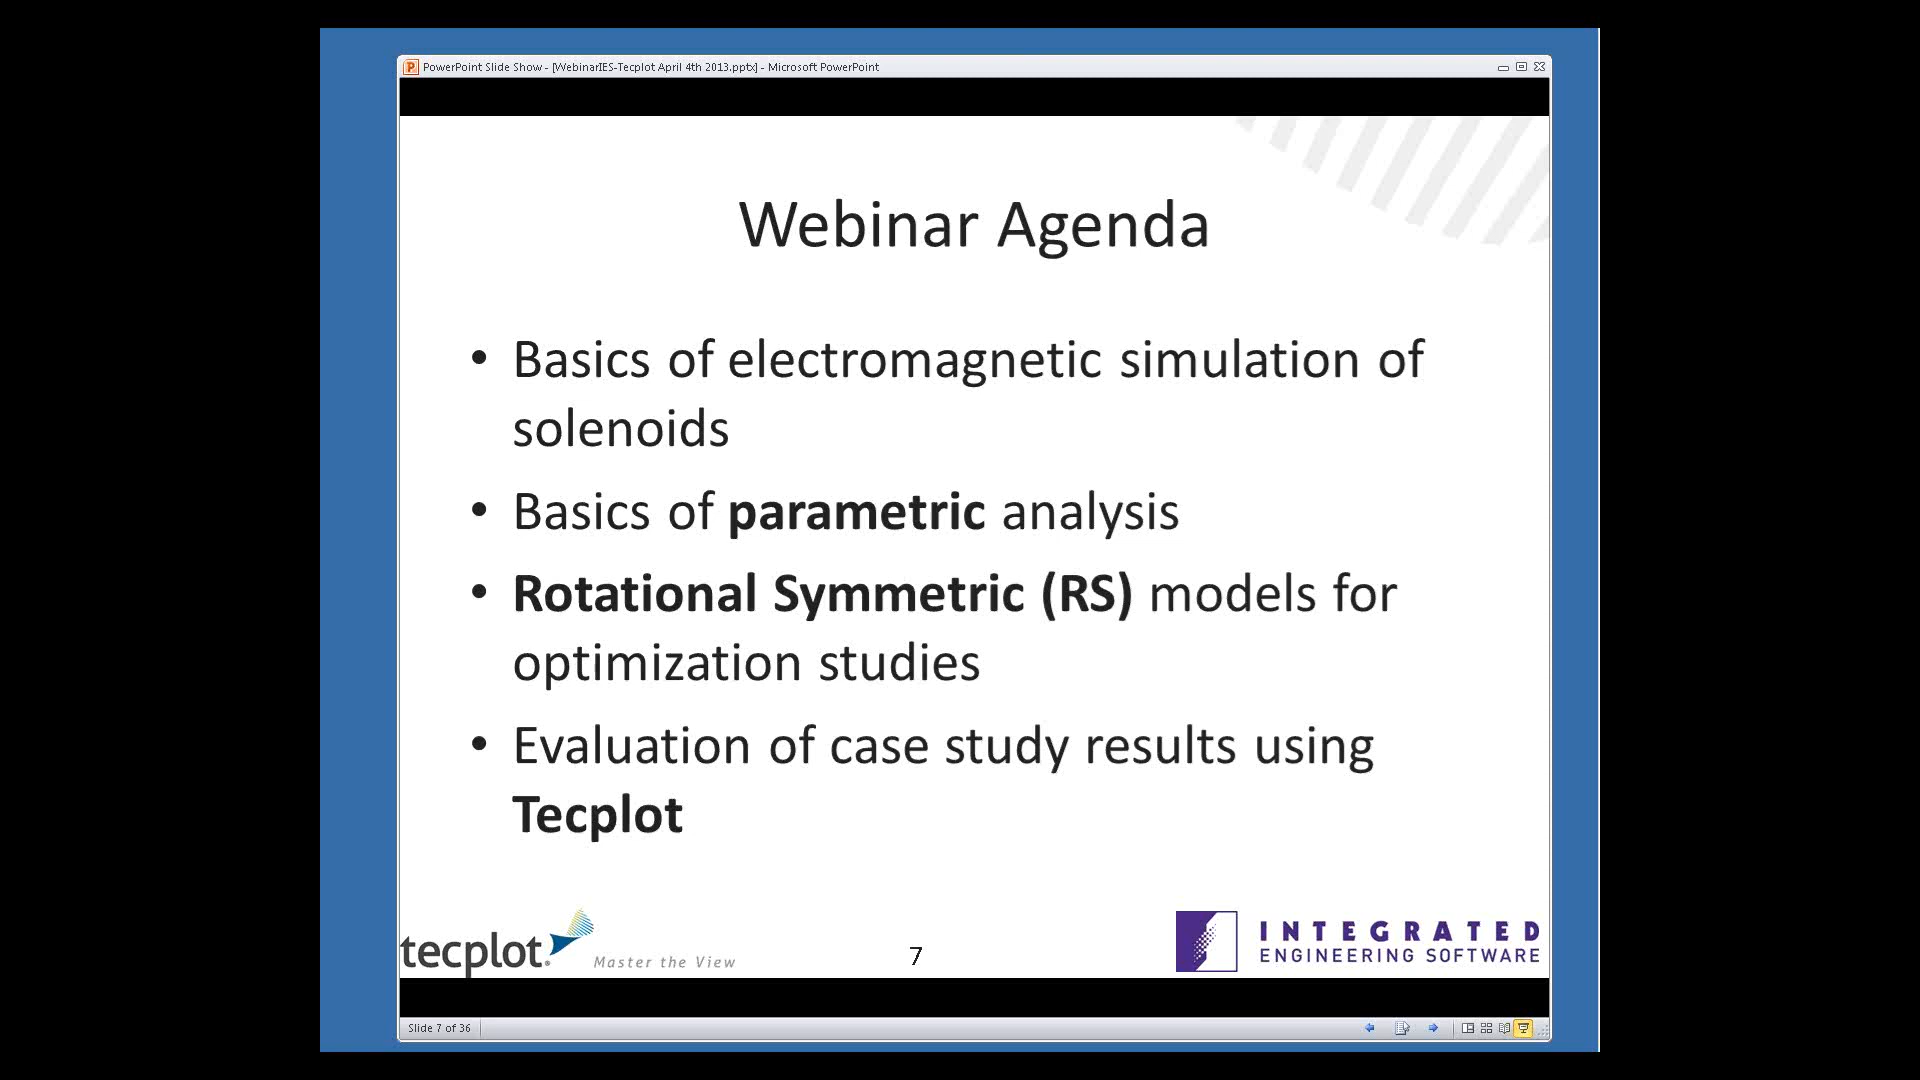 PowerPoint Slide Show - [WebinarIES-Tecplot April 4th 2013.pptx] - Microsoft PowerPoint
Webinar Agenda
• Basics of electromagnetic simulation of
solenoids
• Basics of parametric analysis
• Rotational Symmetric (RS) models for
optimization studies
• Evaluation of case study results using
Tecplot
tecplot®
Master the View
7
INTEGRATED
ENGINEERING SOFTWARE
Slide 7 of 36